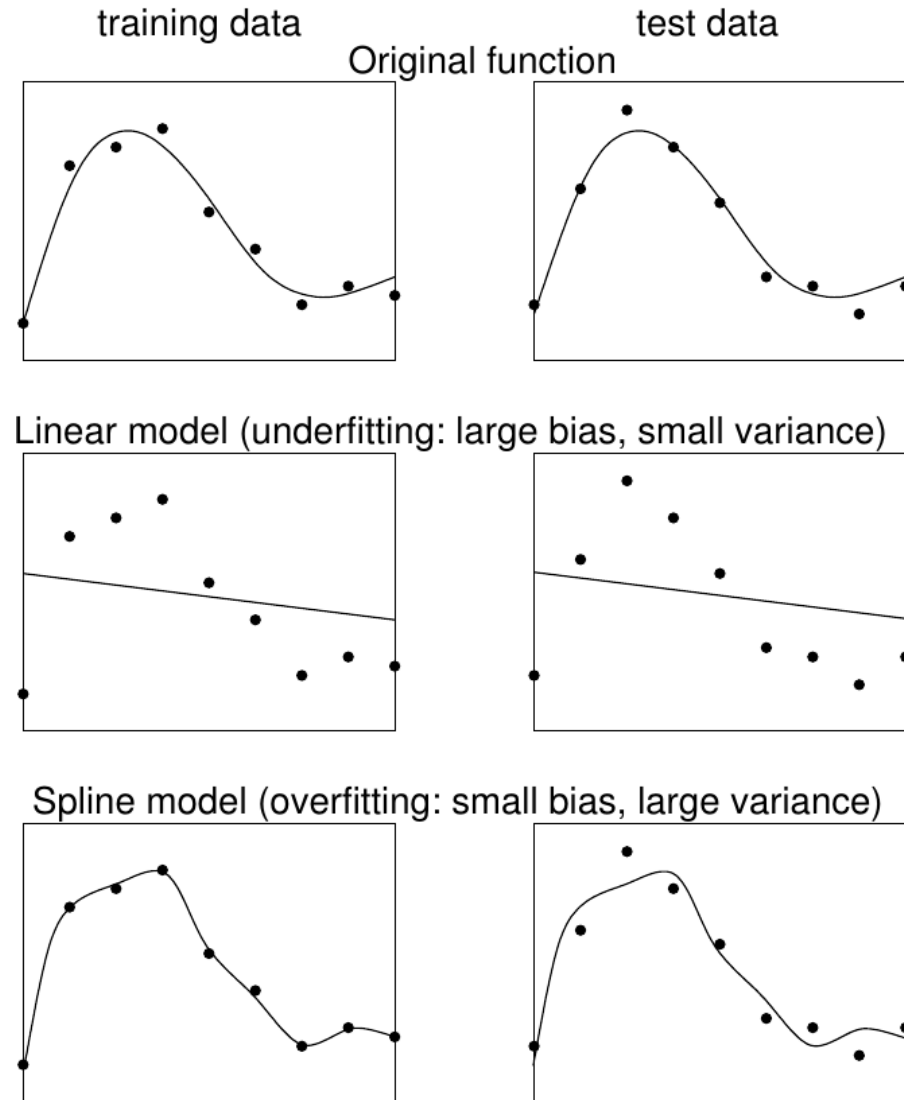 training data
test data
Original function
Linear model (underfitting: large bias, small variance)
Spline model (overfitting: small bias, large variance)